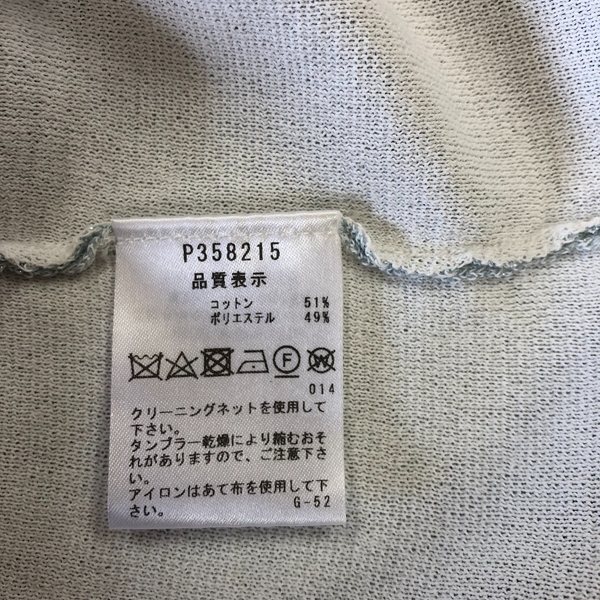 P358215
品質表示
コットン 51%
ポリエステル 49%
F W
014
クリーニングネットを使用して
下さい。
タンブラー乾燥により縮むおそ
れがありますので、ご注意下さ
い。
アイロンはあて布を使用して下
さい。 G-52